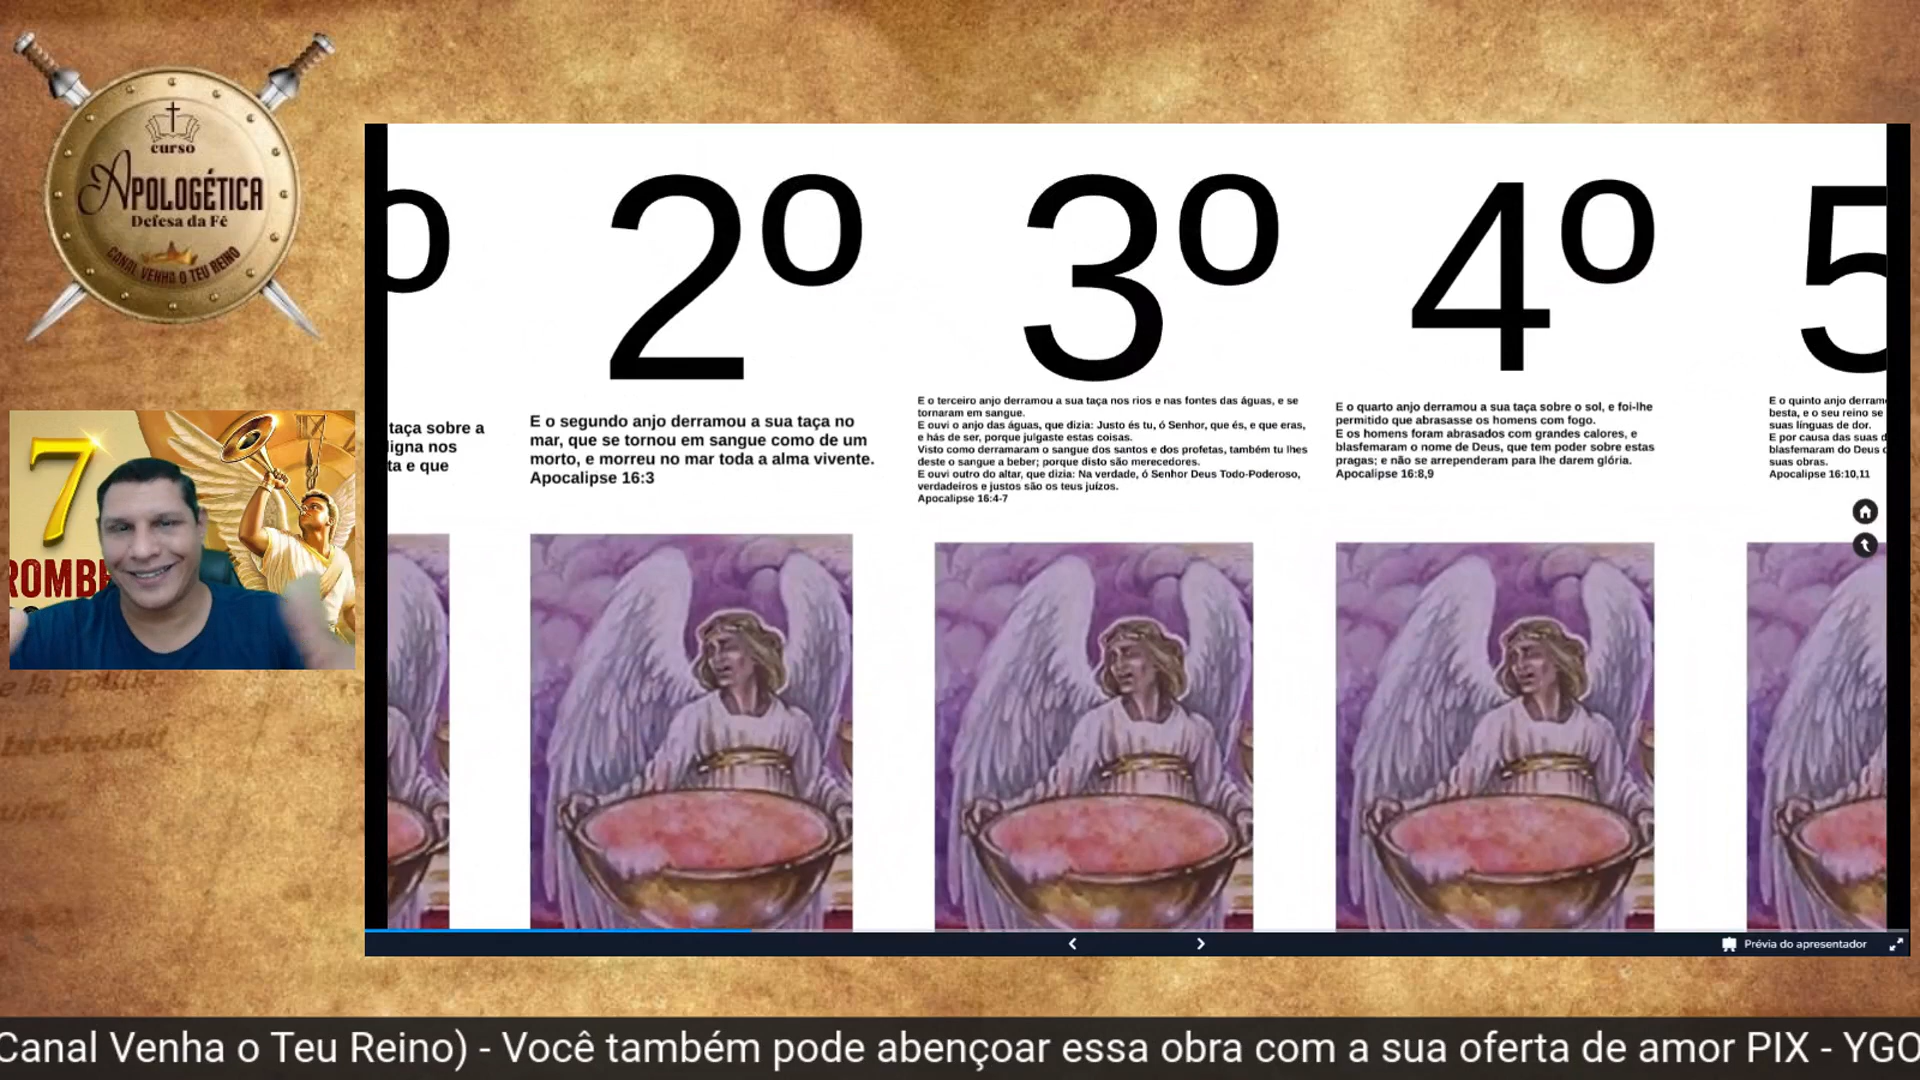 curso
APOLOGÉTICA
Defesa da Fé
CANAL VENHA O TEU REINO
7
º
taça sobre a
ligna nos
ta e que
2º
E o segundo anjo derramou a sua taça no
mar, que se tornou em sangue como de um
morto, e morreu no mar toda a alma vivente.
Apocalipse 16:3
3º
E o terceiro anjo derramou a sua taça nos rios e nas fontes das águas, e se
tornaram em sangue.
E ouvi o anjo das águas, que dizia: Justo és tu, ó Senhor, que és, e que eras,
e hás de ser, porque julgaste estas coisas.
Visto como derramaram o sangue dos santos e dos profetas, também tu lhes
deste o sangue a beber; porque disto são merecedores.
E ouvi outro do altar, que dizia: Na verdade, ó Senhor Deus Todo-Poderoso,
verdadeiros e justos são os teus juízos.
Apocalipse 16:4-7
4º
E o quarto anjo derramou a sua taça sobre o sol, e foi-lhe
permitido que abrasasse os homens com fogo.
E os homens foram abrasados com grandes calores, e
blasfemaram o nome de Deus, que tem poder sobre estas
pragas; e não se arrependeram para lhe darem glória.
Apocalipse 16:8,9
5
E o quinto anjo derram
besta, e o seu reino se
suas línguas de dor.
E por causa das suas d
blasfemaram do Deus
suas obras.
Apocalipse 16:10,11
Prévia do apresentador
Canal Venha o Teu Reino) - Você também pode abençoar essa obra com a sua oferta de amor PIX - YGO